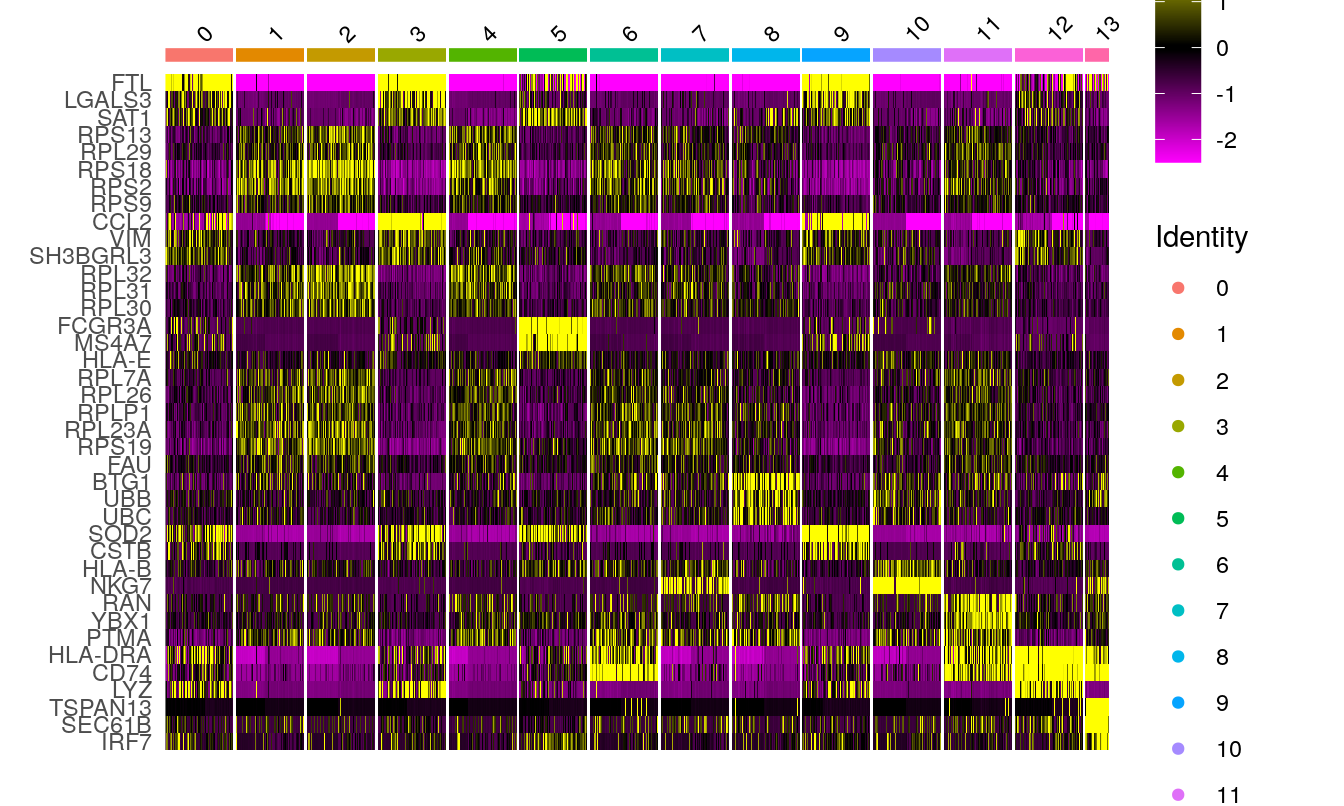 0 1 2 3 4 5 6 7 8 9 10 11 12 13
FTL
LGALS3
SAT1
RPS13
RPL29
RPS18
RPS2
RPS9
CCL2
VIM
SH3BGRL3
RPL32
RPL31
RPL30
FCGR3A
MS4A7
HLA-E
RPL7A
RPL26
RPLP1
RPL23A
RPS19
FAU
BTG1
UBB
UBC
SOD2
CSTB
HLA-B
NKG7
RAN
YBX1
PTMA
HLA-DRA
CD74
LYZ
TSPAN13
SEC61B
IRF7
1
0
-1
-2
Identity
0
1
2
3
4
5
6
7
8
9
10
11